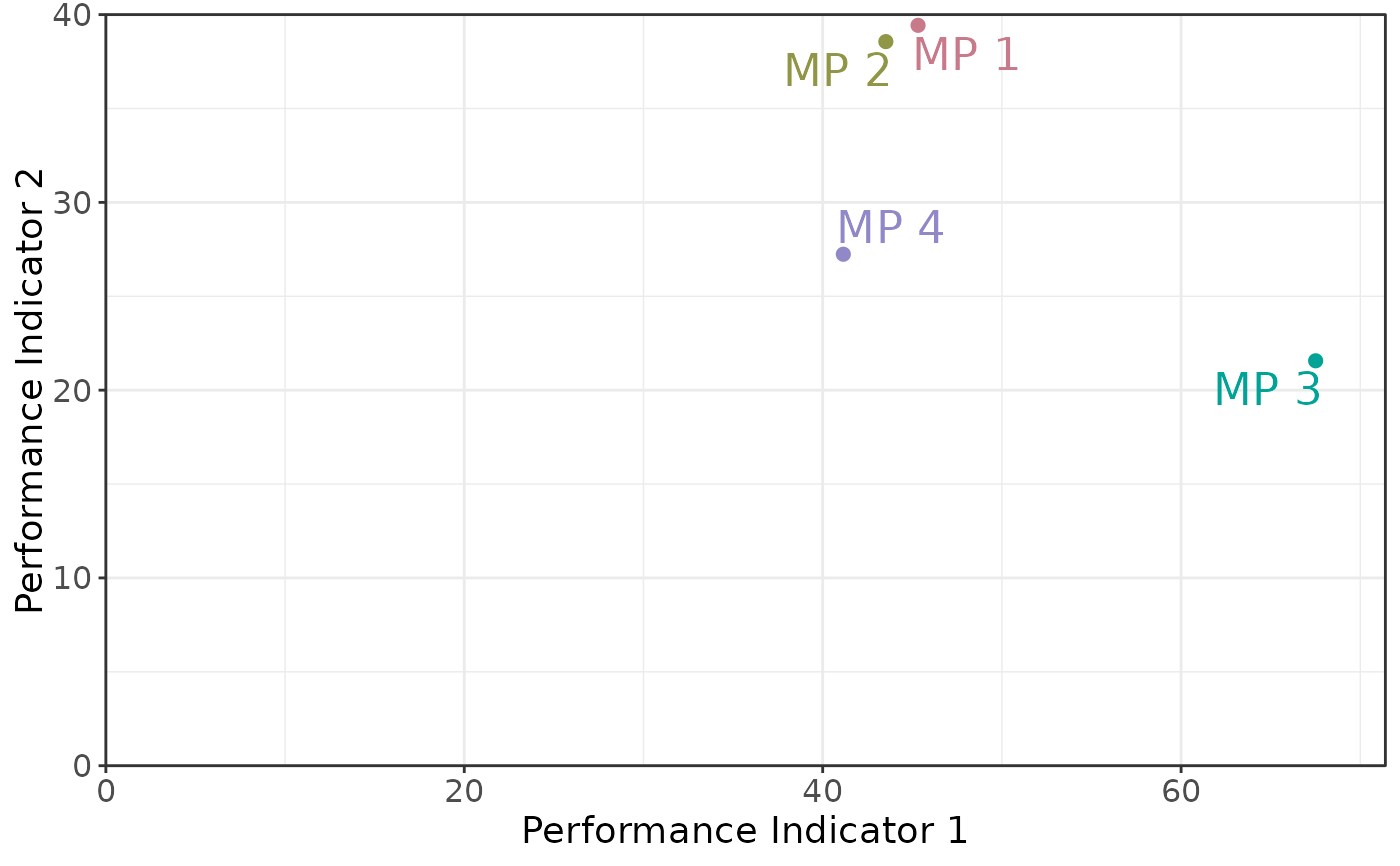 40
MP 1
MP 2
30
MP 4
20
MP 3
10
0
0 20 40 60
Performance Indicator 1
Performance Indicator 2